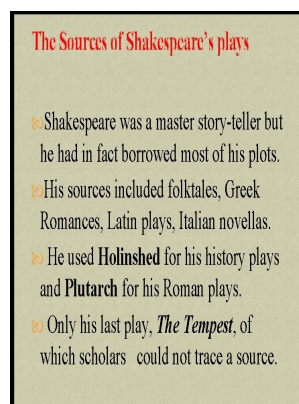 The Sources of Shakespeare's plays
Shakespeare was a master story-teller but
he had in fact borrowed most of his plots.
His sources included folktales, Greek
Romances, Latin plays, Italian novellas.
He used Holinshed for his history plays
and Plutarch for his Roman plays.
Only his last play, The Tempest, of
which scholars could not trace a source.